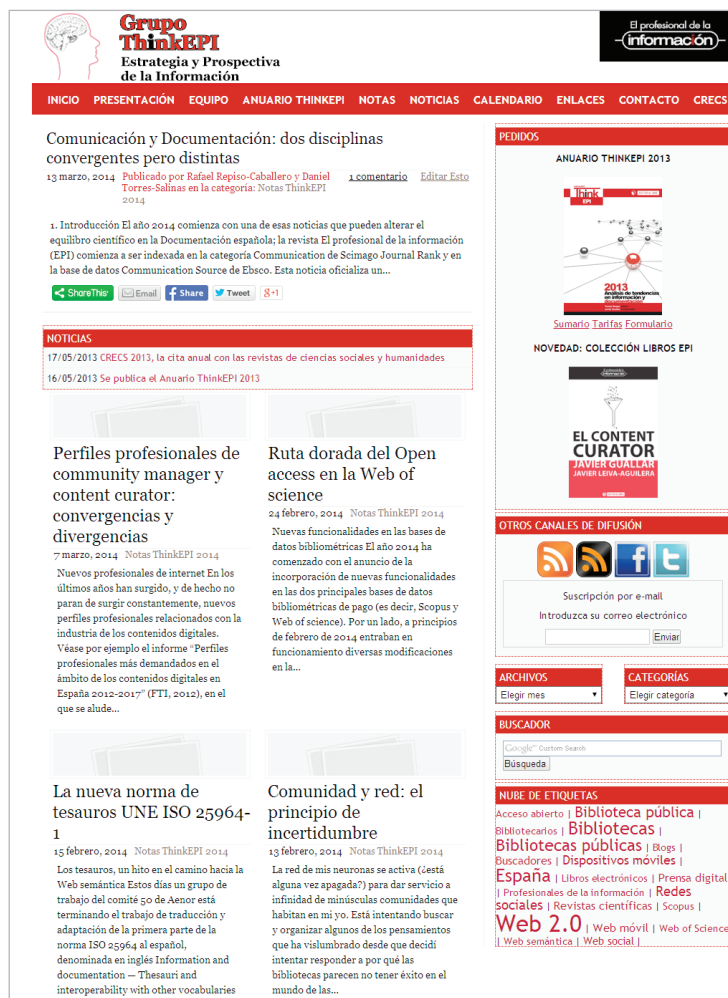 Grupo
ThinkEPI
Estrategia y Prospectiva
de la Información
El profesional de la
información
INICIO PRESENTACIÓN EQUIPO ANUARIO THINKEPI NOTAS NOTICIAS CALENDARIO ENLACES CONTACTO CRECS
Comunicación y Documentación: dos disciplinas
convergentes pero distintas
13 marzo, 2014 Publicado por Rafael Repiso-Caballero y Daniel
Torres-Salinas en la categoría: Notas ThinkEPI
2014
1 comentario Editar Esto
1. Introducción El año 2014 comienza con una de esas noticias que pueden alterar el
equilibro científico en la Documentación española; la revista El profesional de la información
(EPI) comienza a ser indexada en la categoría Communication de Scimago Journal Rank y en
la base de datos Communication Source de Ebsco. Esta noticia oficializa un...
ShareThis Email Share Tweet +1
NOTICIAS
17/05/2013 CRECS 2013, la cita anual con las revistas de ciencias sociales y humanidades
16/05/2013 Se publica el Anuario ThinkEPI 2013
Perfiles profesionales de
community manager y
content curator:
convergencias y
divergencias
7 marzo, 2014 Notas ThinkEPI 2014
Nuevos profesionales de internet En los
últimos años han surgido, y de hecho no
paran de surgir constantemente, nuevos
perfiles profesionales relacionados con la
industria de los contenidos digitales.
Véase por ejemplo el informe “Perfiles
profesionales más demandados en el
ámbito de los contenidos digitales en
España 2012-2017” (FTI, 2012), en el
que se alude...
Ruta dorada del Open
access en la Web of
science
24 febrero, 2014 Notas ThinkEPI 2014
Nuevas funcionalidades en las bases de
datos bibliométricas El año 2014 ha
comenzado con el anuncio de la
incorporación de nuevas funcionalidades
en las dos principales bases de datos
bibliométricas de pago (es decir, Scopus y
Web of science). Por un lado, a principios
de febrero de 2014 entraban en
funcionamiento diversas modificaciones
en la...
La nueva norma de
tesauros UNE ISO 25964-
1
15 febrero, 2014 Notas ThinkEPI 2014
Los tesauros, un hito en el camino hacia la
Web semántica Estos días un grupo de
trabajo del comité 50 de Aenor está
terminando el trabajo de traducción y
adaptación de la primera parte de la
norma ISO 25964 al español,
denominada en inglés Information and
documentation — Thesauri and
interoperability with other vocabularies
Comunidad y red: el
principio de
incertidumbre
13 febrero, 2014 Notas ThinkEPI 2014
La red de mis neuronas se activa (¿está
alguna vez apagada?) para dar servicio a
infinidad de minúsculas comunidades que
habitan en mi yo. Está intentando buscar
y organizar algunos de los pensamientos
que ha vislumbrado desde que decidí
intentar responder a por qué las
bibliotecas parecen no tener éxito en el
mundo de las...
PEDIDOS
ANUARIO THINKEPI 2013
Think
EPI
2013
Análisis de tendencias
en información y
documentación
Sumario Tarifas Formulario
NOVEDAD: COLECCIÓN LIBROS EPI
EL CONTENT
CURATOR
JAVIER GUALLAR
JAVIER LEIVA-AGUILERA
OTROS CANALES DE DIFUSIÓN
Suscripción por e-mail
Introduzca su correo electrónico
Enviar
ARCHIVOS
Elegir mes
CATEGORÍAS
Elegir categoría
BUSCADOR
Google™ Custom Search
Búsqueda
NUBE DE ETIQUETAS
Acceso abierto | Biblioteca pública |
Bibliotecarios | Bibliotecas |
Bibliotecas públicas | Blogs |
Buscadores | Dispositivos móviles |
España | Libros electrónicos | Prensa digital
| Profesionales de la información | Redes
sociales | Revistas científicas | Scopus |
Web 2.0 | Web móvil | Web of Science
| Web semántica | Web social |